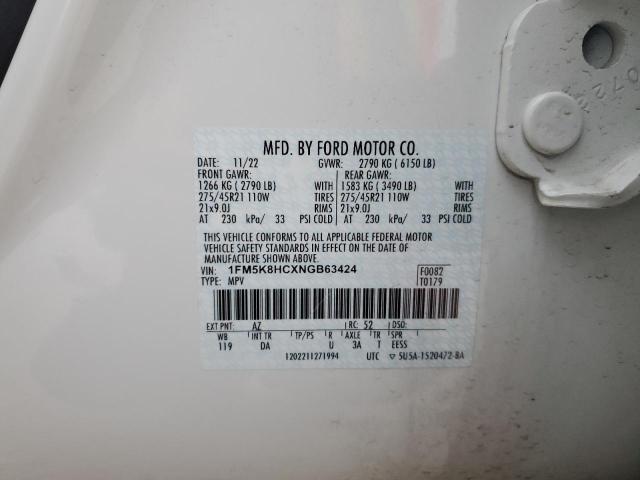 MFD. BY FORD MOTOR CO.
DATE: 11/22 GVWR: 2790 KG ( 6150 LB)
FRONT GAWR: REAR GAWR:
1266 KG ( 2790 LB) WITH 1583 KG ( 3490 LB) WITH
275/45R21 110W TIRES 275/45R21 110W TIRES
21x9.0J RIMS 21x9.0J RIMS
AT 230 kPa/ 33 PSI COLD AT 230 kPa/ 33 PSI COLD
THIS VEHICLE CONFORMS TO ALL APPLICABLE FEDERAL MOTOR
VEHICLE SAFETY AND BUMPER STANDARDS IN EFFECT ON THE DATE OF
MANUFACTURE SHOWN ABOVE.
VIN: 1FM5K8HCXNGB63424 F0082
TYPE: MPV T0179
EXT PNT: AZ RC: 52 DSO:
WB INT TR TP/PS R AXLE TR SPR
119 DA U 3A T EESS
1202211271994 UTC ▽ 5U5A-1520472-BA